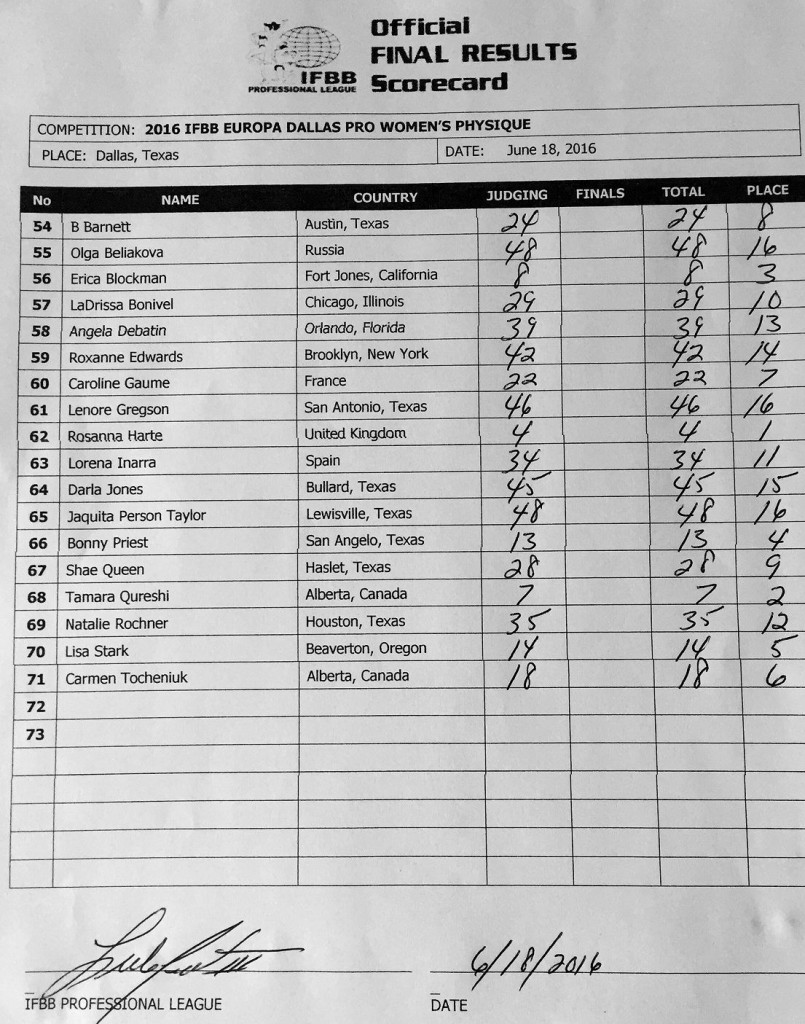 Official
FINAL RESULTS
Scorecard
IFBB
PROFESSIONAL LEAGUE
COMPETITION: 2016 IFBB EUROPA DALLAS PRO WOMEN'S PHYSIQUE
PLACE: Dallas, Texas DATE: June 18, 2016
No NAME COUNTRY JUDGING FINALS TOTAL PLACE
54 B Barnett Austin, Texas 24 24 8
55 Olga Beliakova Russia 48 48 16
56 Erica Blockman Fort Jones, California 8 8 3
57 LaDrissa Bonivel Chicago, Illinois 29 29 10
58 Angela Debatin Orlando, Florida 39 39 13
59 Roxanne Edwards Brooklyn, New York 42 42 14
60 Caroline Gaume France 22 22 7
61 Lenore Gregson San Antonio, Texas 46 46 16
62 Rosanna Harte United Kingdom 4 4 1
63 Lorena Inarra Spain 34 34 11
64 Darla Jones Bullard, Texas 45 45 15
65 Jaquita Person Taylor Lewisville, Texas 48 48 16
66 Bonny Priest San Angelo, Texas 13 13 4
67 Shae Queen Haslet, Texas 28 28 9
68 Tamara Qureshi Alberta, Canada 7 7 2
69 Natalie Rochner Houston, Texas 35 35 12
70 Lisa Stark Beaverton, Oregon 14 14 5
71 Carmen Tocheniuk Alberta, Canada 18 18 6
72
73
6/18/2016
IFBB PROFESSIONAL LEAGUE DATE